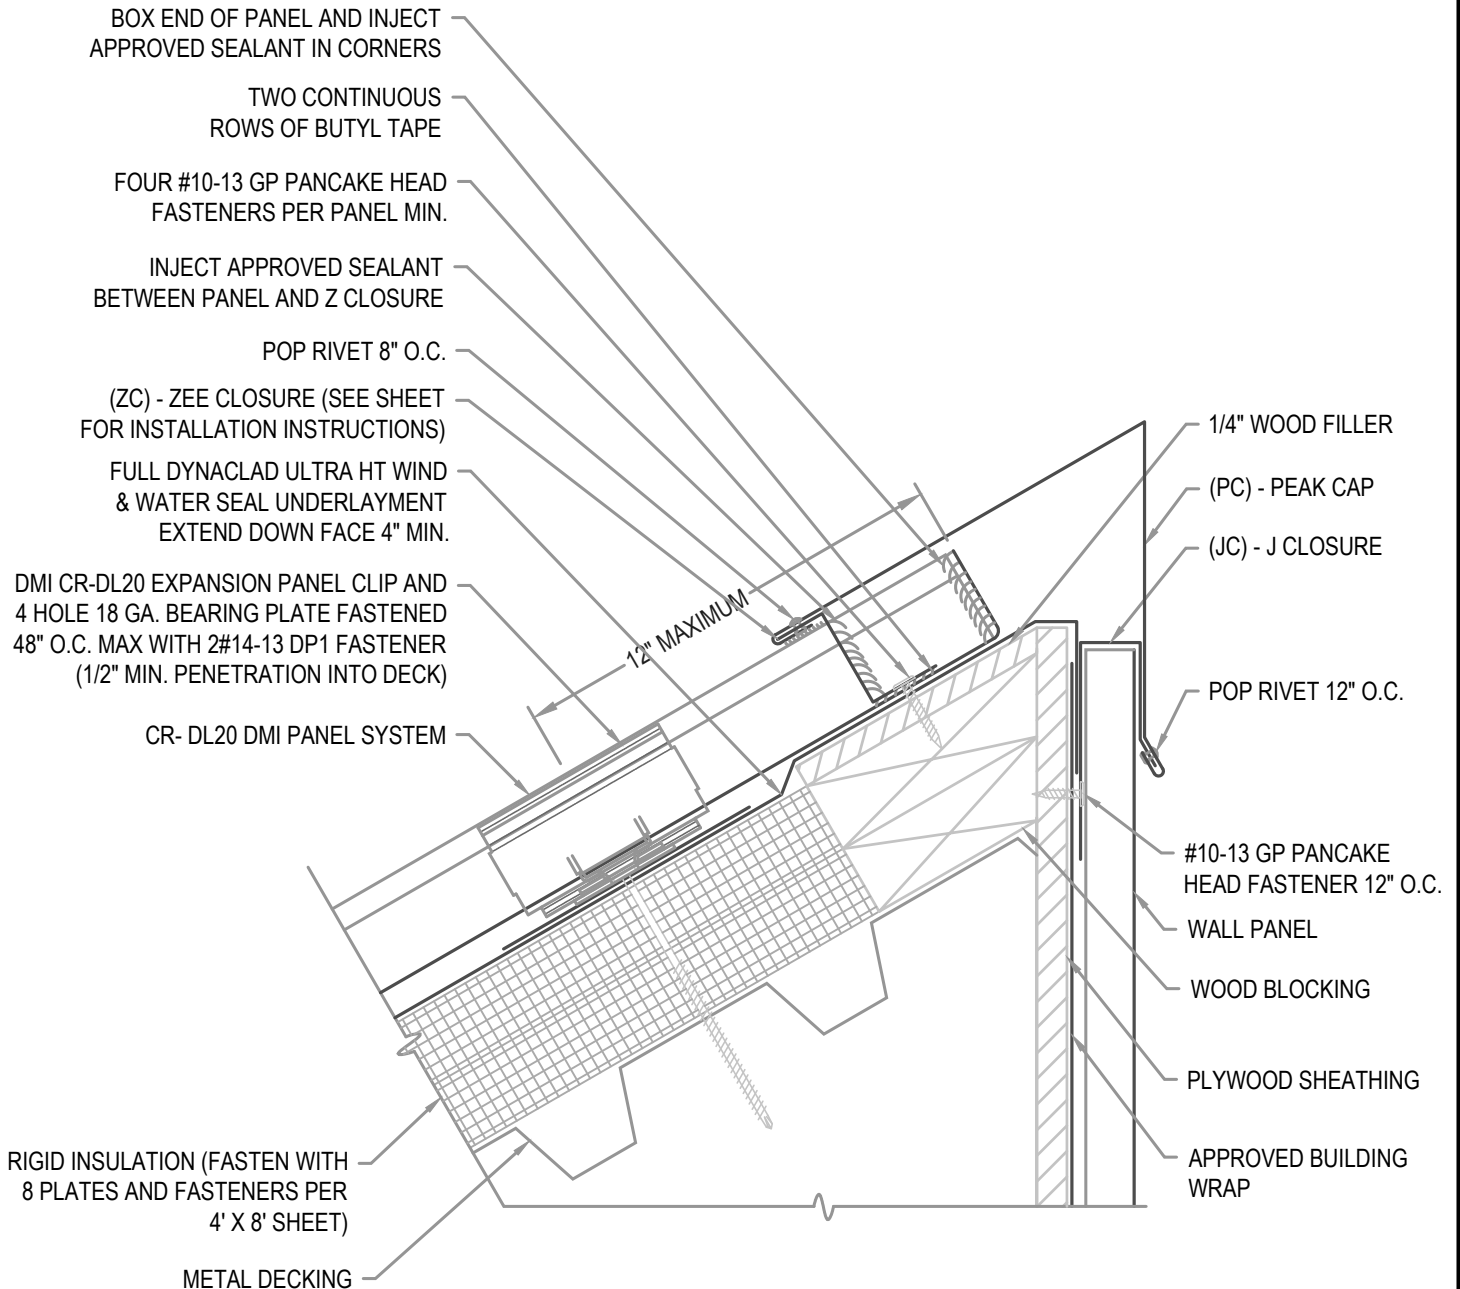 BOX END OF PANEL AND INJECT
APPROVED SEALANT IN CORNERS
TWO CONTINUOUS
ROWS OF BUTYL TAPE
FOUR #10-13 GP PANCAKE HEAD
FASTENERS PER PANEL MIN.
INJECT APPROVED SEALANT
BETWEEN PANEL AND Z CLOSURE
POP RIVET 8" O.C.
(ZC) - ZEE CLOSURE (SEE SHEET
FOR INSTALLATION INSTRUCTIONS)
FULL DYNACLAD ULTRA HT WIND
& WATER SEAL UNDERLAYMENT
EXTEND DOWN FACE 4" MIN.
DMI CR-DL20 EXPANSION PANEL CLIP AND
4 HOLE 18 GA. BEARING PLATE FASTENED
48" O.C. MAX WITH 2#14-13 DP1 FASTENER
(1/2" MIN. PENETRATION INTO DECK)
CR- DL20 DMI PANEL SYSTEM
RIGID INSULATION (FASTEN WITH
8 PLATES AND FASTENERS PER
4' X 8' SHEET)
METAL DECKING
12" MAXIMUM
1/4" WOOD FILLER
(PC) - PEAK CAP
(JC) - J CLOSURE
POP RIVET 12" O.C.
#10-13 GP PANCAKE
HEAD FASTENER 12" O.C.
WALL PANEL
WOOD BLOCKING
PLYWOOD SHEATHING
APPROVED BUILDING
WRAP